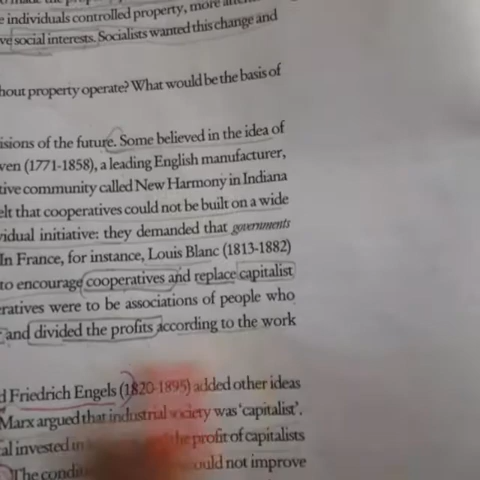 e individuals controlled property, more
ve social interests. Socialists wanted this change and
hout property operate? What would be the basis of
isions of the future. Some believed in the idea of
wen (1771-1858), a leading English manufacturer,
tive community called New Harmony in Indiana
elt that cooperatives could not be built on a wide
vidual initiative: they demanded that governments
In France, for instance, Louis Blanc (1813-1882)
to encourage cooperatives and replace capitalist
eratives were to be associations of people who
and divided the profits according to the work
d Friedrich Engels (1820-1895) added other ideas
Marx argued that industrial society was 'capitalist'.
al invested in the profit of capitalists
The condit ould not improve